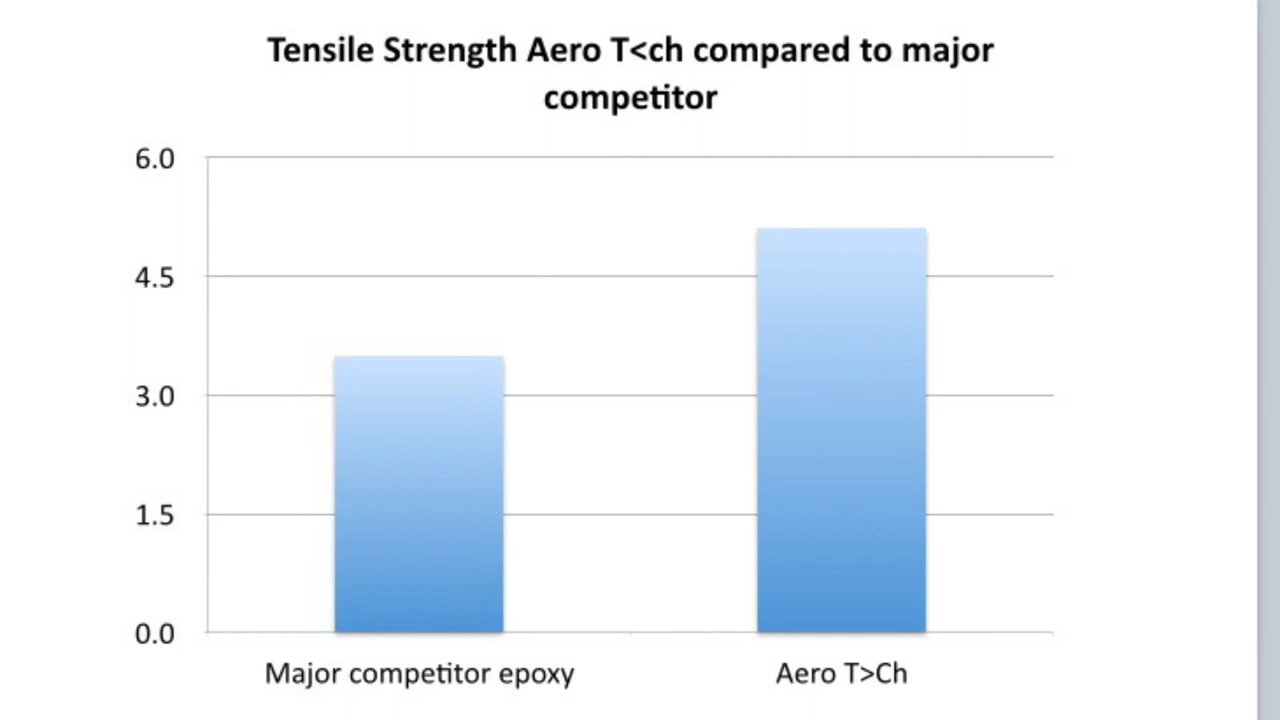 Tensile Strength Aero T<ch compared to major
competitor
6.0
4.5
3.0
1.5
0.0
Major competitor epoxy
Aero T>Ch